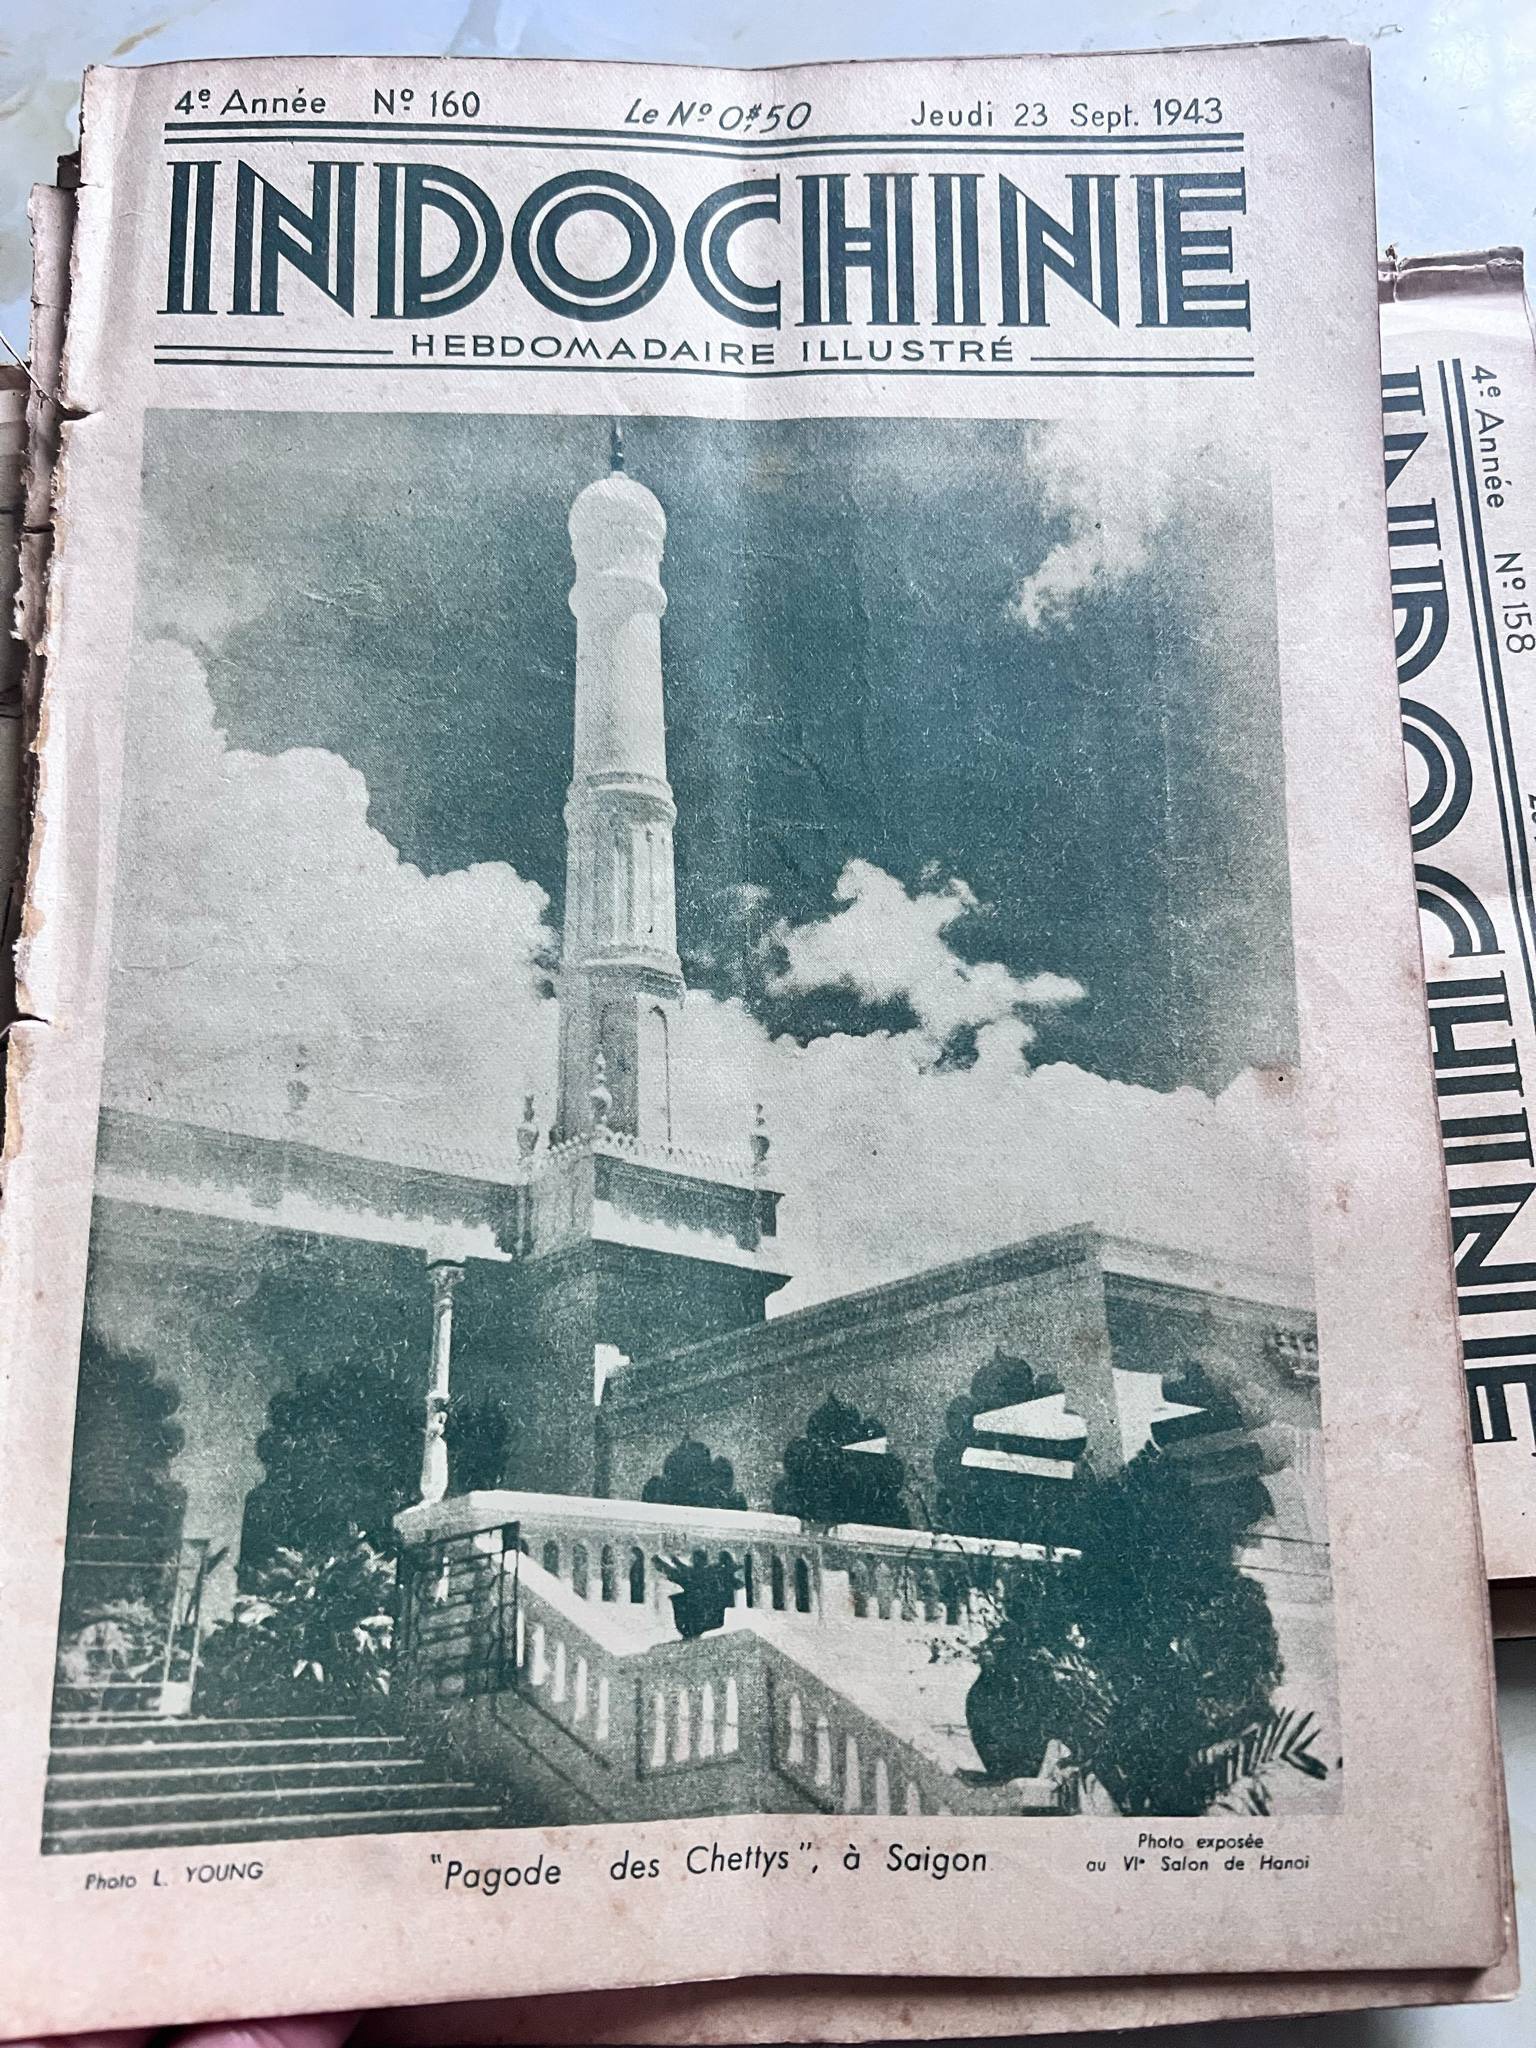 4e Année Nº 160 Le Nº 0$50 Jeudi 23 Sept. 1943
INDOCHINE
HEBDOMADAIRE ILLUSTRÉ
Photo L. YOUNG
"Pagode des Chettys", à Saigon
Photo exposée
au VIe Salon de Hanoi
4e Année Nº 158
INDOCHINE